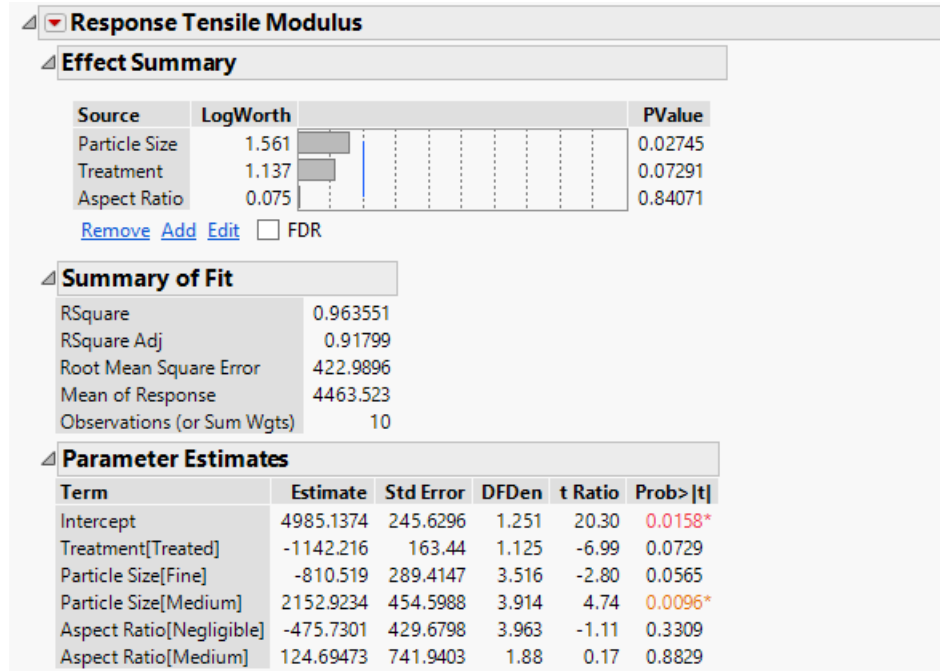 Response Tensile Modulus
Effect Summary
Source LogWorth PValue
Particle Size 1.561 0.02745
Treatment 1.137 0.07291
Aspect Ratio 0.075 0.84071
Remove Add Edit FDR
Summary of Fit
RSquare 0.963551
RSquare Adj 0.91799
Root Mean Square Error 422.9896
Mean of Response 4463.523
Observations (or Sum Wgts) 10
Parameter Estimates
Term Estimate Std Error DFDen t Ratio Prob>|t|
Intercept 4985.1374 245.6296 1.251 20.30 0.0158*
Treatment[Treated] -1142.216 163.44 1.125 -6.99 0.0729
Particle Size[Fine] -810.519 289.4147 3.516 -2.80 0.0565
Particle Size[Medium] 2152.9234 454.5988 3.914 4.74 0.0096*
Aspect Ratio[Negligible] -475.7301 429.6798 3.963 -1.11 0.3309
Aspect Ratio[Medium] 124.69473 741.9403 1.88 0.17 0.8829